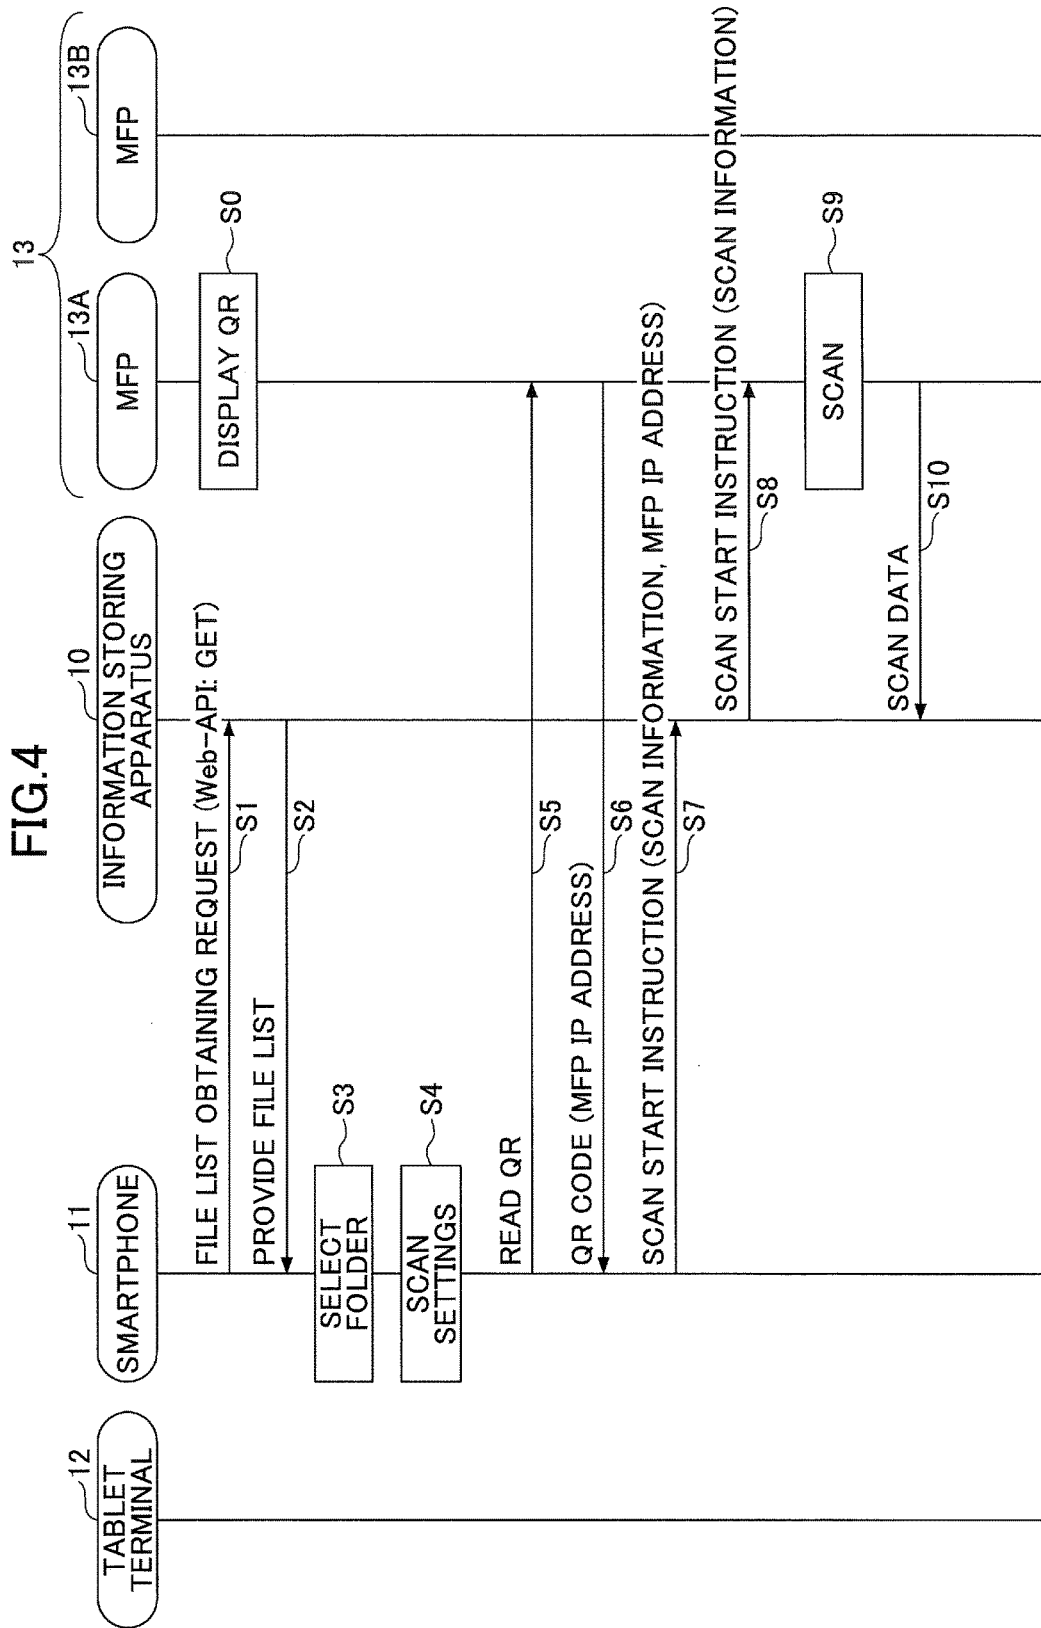 FIG.4
12
TABLET
TERMINAL
11
SMARTPHONE
10
INFORMATION STORING
APPARATUS
13
13A
MFP
13B
MFP
DISPLAY QR
S0
FILE LIST OBTAINING REQUEST (Web-API: GET)
S1
PROVIDE FILE LIST
S2
SELECT
FOLDER
S3
SCAN
SETTINGS
S4
READ QR
S5
QR CODE (MFP IP ADDRESS)
S6
SCAN START INSTRUCTION (SCAN INFORMATION, MFP IP ADDRESS)
S7
SCAN START INSTRUCTION (SCAN INFORMATION)
S8
SCAN
S9
SCAN DATA
S10